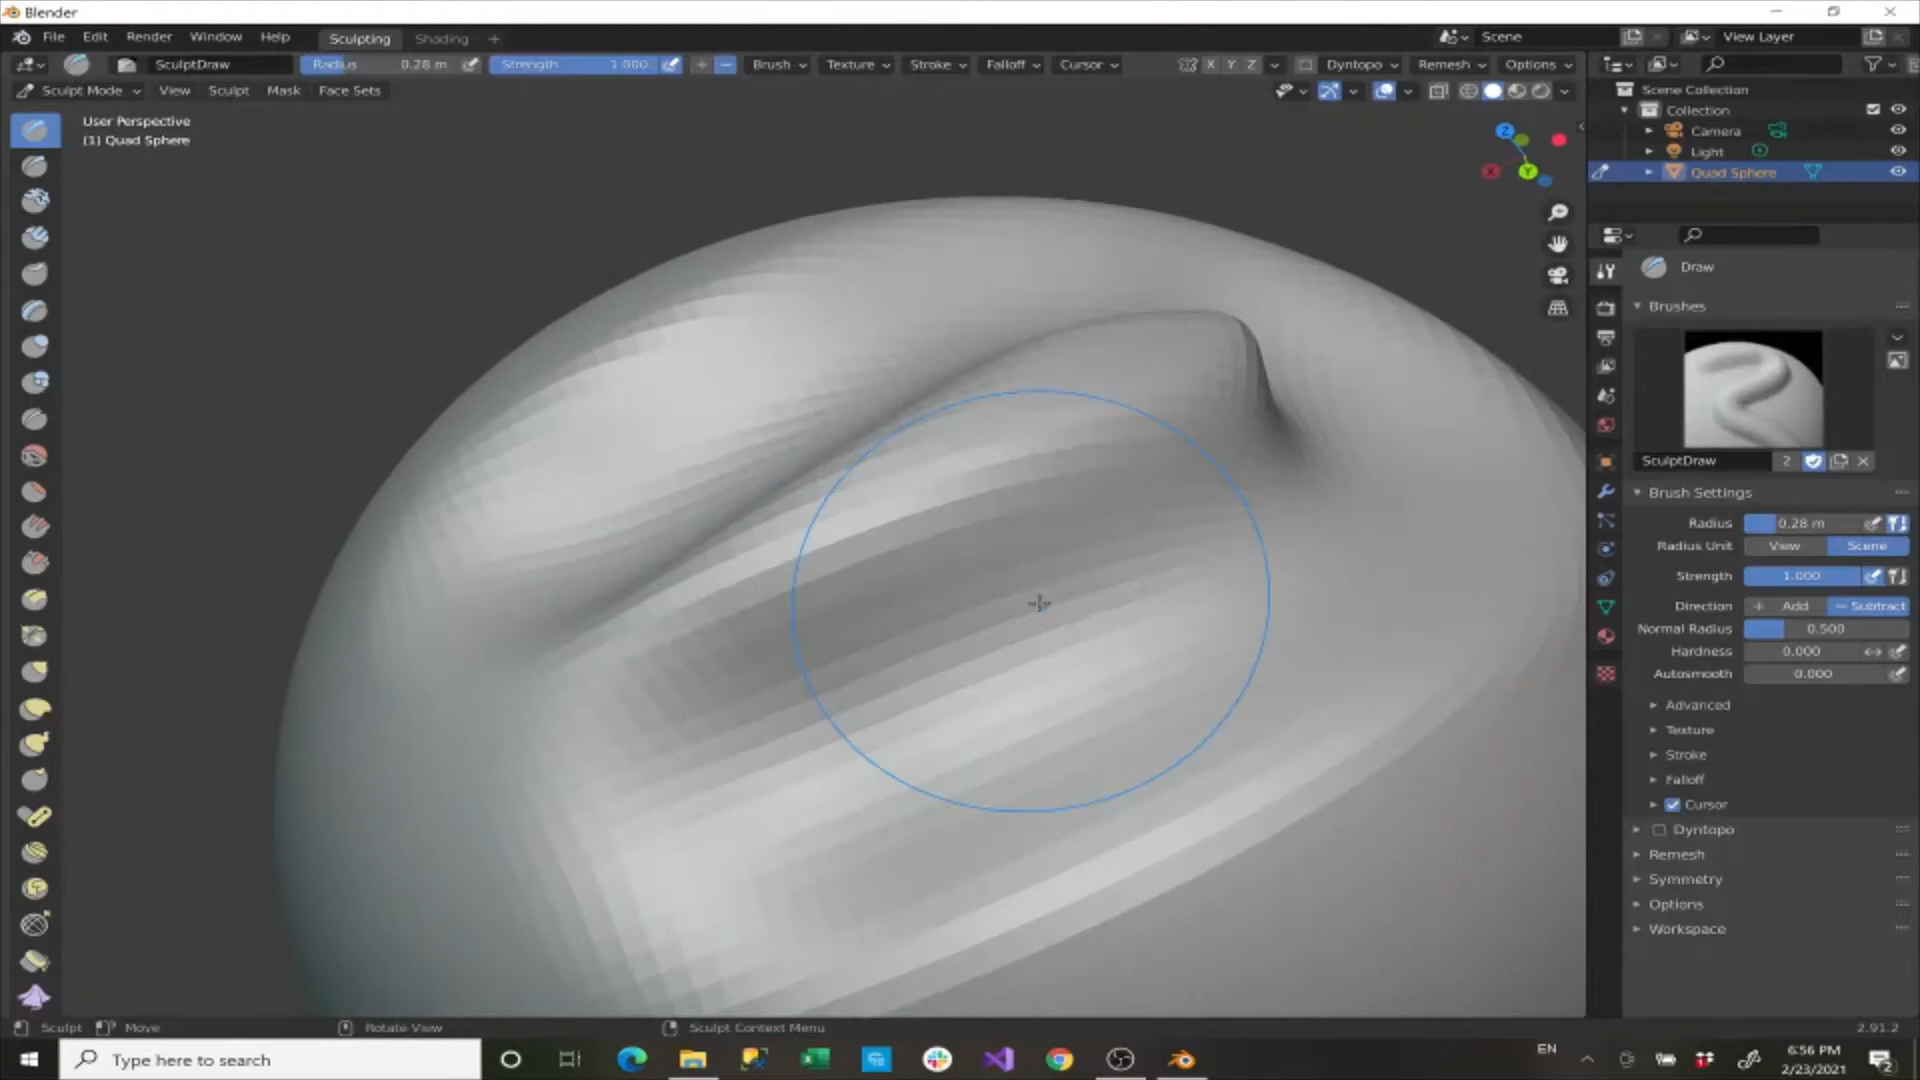 Blender
File Edit Render Window Help Sculpting Shading + Scene View Layer
SculptDraw Radius 0.28 m Strength 1.000 Brush Texture Stroke Falloff Cursor X Y Z Dyntopo Remesh Options
Sculpt Mode View Sculpt Mask Face Sets
User Perspective
(1) Quad Sphere
Z
X
Y
Scene Collection
Collection
Camera
Light
Quad Sphere
Draw
Brushes
SculptDraw 2
Brush Settings
Radius 0.28 m
Radius Unit View Scene
Strength 1.000
Direction + Add − Subtract
Normal Radius 0.500
Hardness 0.000
Autosmooth 0.000
Advanced
Texture
Stroke
Falloff
Cursor
Dyntopo
Remesh
Symmetry
Options
Workspace
Sculpt Move Rotate View Sculpt Context Menu 2.91.2
Type here to search
EN
6:56 PM
2/23/2021
2